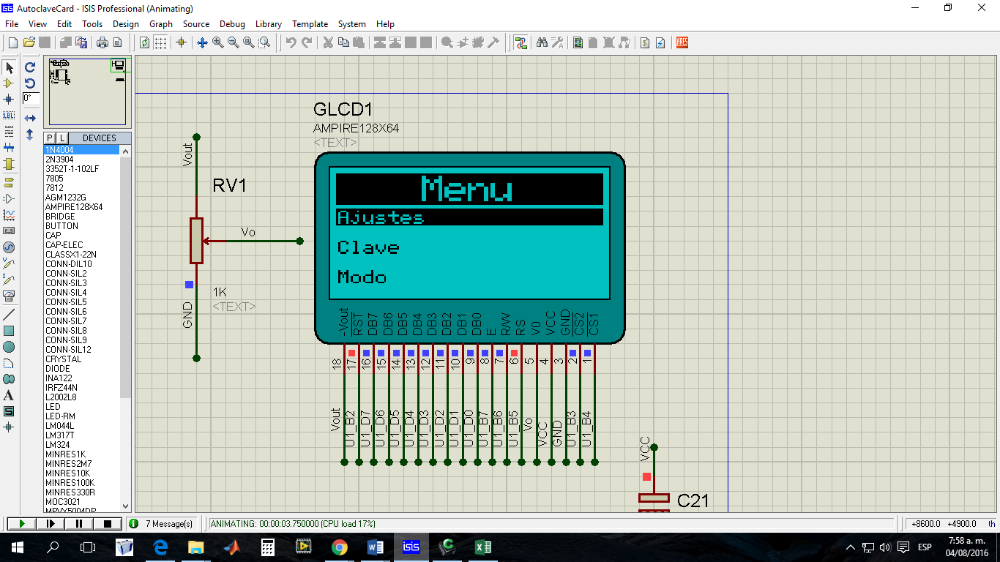 AutoclaveCard - ISIS Professional (Animating)
File View Edit Tools Design Graph Source Debug Library Template System Help
0°
P L DEVICES
1N4004
2N3904
3352T-1-102LF
7805
7812
AGM1232G
AMPIRE128X64
BRIDGE
BUTTON
CAP
CAP-ELEC
CLASSX1-22N
CONN-DIL10
CONN-SIL2
CONN-SIL3
CONN-SIL4
CONN-SIL5
CONN-SIL6
CONN-SIL7
CONN-SIL8
CONN-SIL9
CONN-SIL12
CRYSTAL
DIODE
INA122
IRFZ44N
L2002L8
LED
LED-RM
LM044L
LM317T
LM324
MINRES1K
MINRES2M7
MINRES10K
MINRES100K
MINRES330R
MOC3021
MPVX5004DP
GLCD1
AMPIRE128X64
<TEXT>
Vout
RV1
Vo
1K
<TEXT>
GND
Menu
Ajustes
Clave
Modo
-Vout RST DB7 DB6 DB5 DB4 DB3 DB2 DB1 DB0 E R/W RS V0 VCC GND CS2 CS1
18 17 16 15 14 13 12 11 10 9 8 7 6 5 4 3 2 1
Vout U1_B2 U1_D7 U1_D6 U1_D5 U1_D4 U1_D3 U1_D2 U1_D1 U1_D0 U1_B7 U1_B6 U1_B5 Vo VCC GND U1_B3 U1_B4
VCC
C21
7 Message(s) ANIMATING: 00:00:03.750000 (CPU load 17%) +8600.0 +4900.0 th
isis ESP 7:58 a. m.
04/08/2016